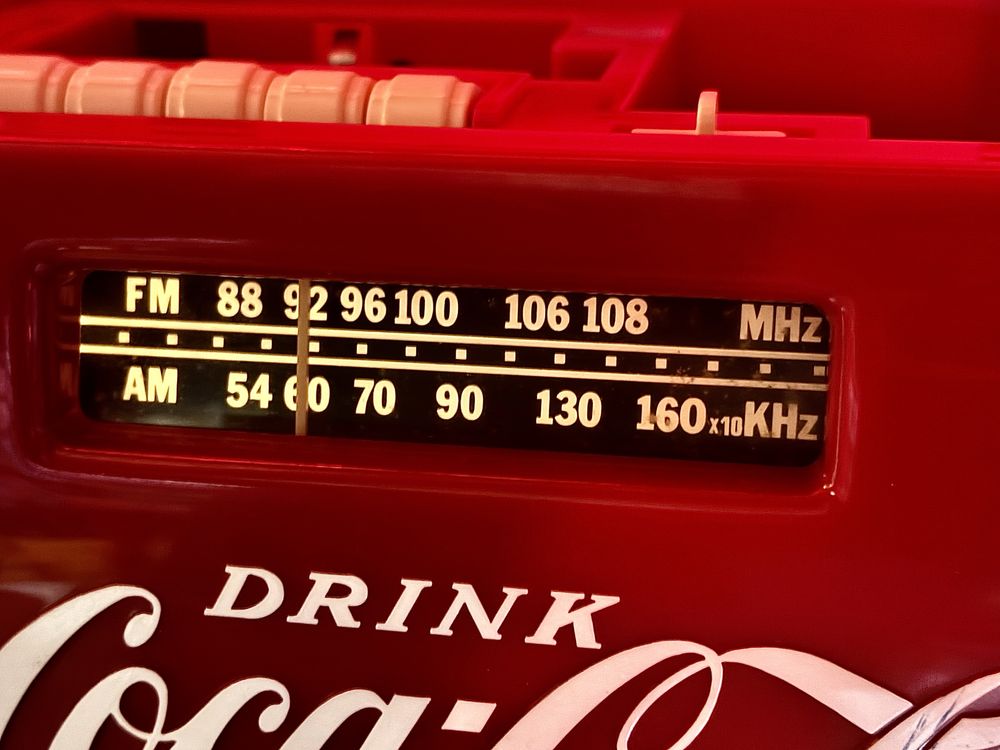 FM 88 92 96 100 106 108 MHz
AM 54 60 70 90 130 160 x10 KHz
DRINK
Coca-C